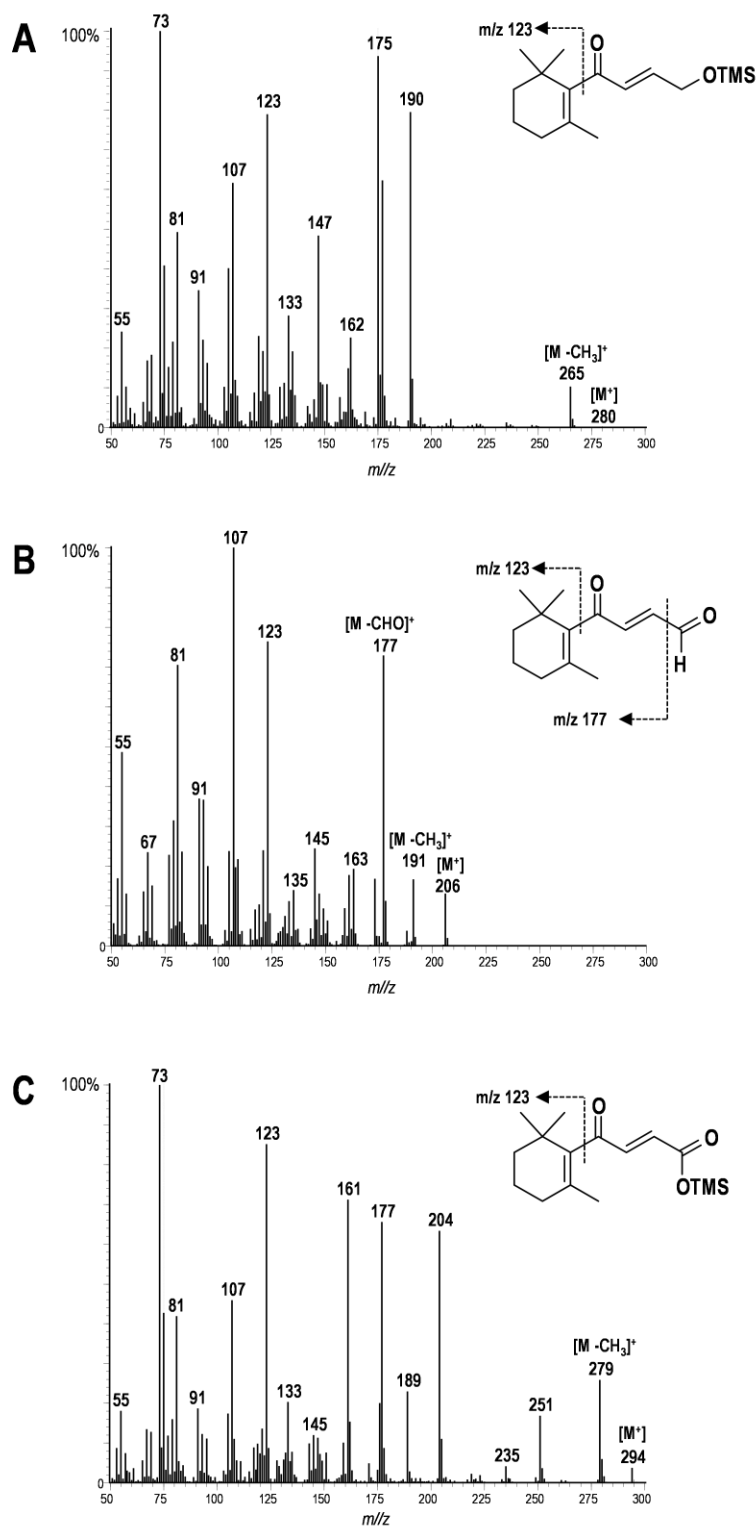 A
100%
73
m/z 123
O
OTMS
175
190
123
107
147
81
91
133
162
55
[M -CH₃]⁺
265
[M⁺]
280
0
50 75 100 125 150 175 200 225 250 275 300
m//z
B
100%
107
m/z 123
O
O
H
m/z 177
[M -CHO]⁺
177
123
81
55
91
67
145
135
163
[M -CH₃]⁺
191
[M⁺]
206
0
50 75 100 125 150 175 200 225 250 275 300
m//z
C
100%
73
m/z 123
O
O
OTMS
123
161
177
204
107
81
55
91
133
145
189
[M -CH₃]⁺
279
251
235
[M⁺]
294
0
50 75 100 125 150 175 200 225 250 275 300
m//z